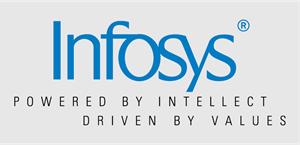 Infosys®
POWERED BY INTELLECT
DRIVEN BY VALUES